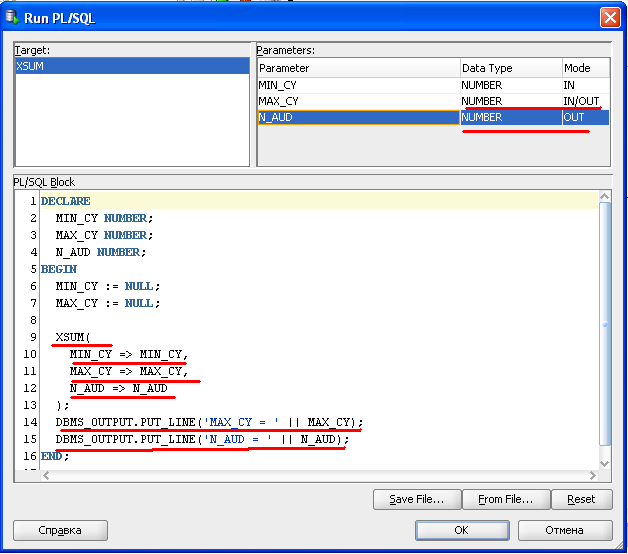 Run PL/SQL
Target:
XSUM
Parameters:
Parameter Data Type Mode
MIN_CY NUMBER IN
MAX_CY NUMBER IN/OUT
N_AUD NUMBER OUT
PL/SQL Block
1 DECLARE
2 MIN_CY NUMBER;
3 MAX_CY NUMBER;
4 N_AUD NUMBER;
5 BEGIN
6 MIN_CY := NULL;
7 MAX_CY := NULL;
8
9 XSUM(
10 MIN_CY => MIN_CY,
11 MAX_CY => MAX_CY,
12 N_AUD => N_AUD
13 );
14 DBMS_OUTPUT.PUT_LINE('MAX_CY = ' || MAX_CY);
15 DBMS_OUTPUT.PUT_LINE('N_AUD = ' || N_AUD);
16 END;
Save File... From File... Reset
Справка OK Отмена